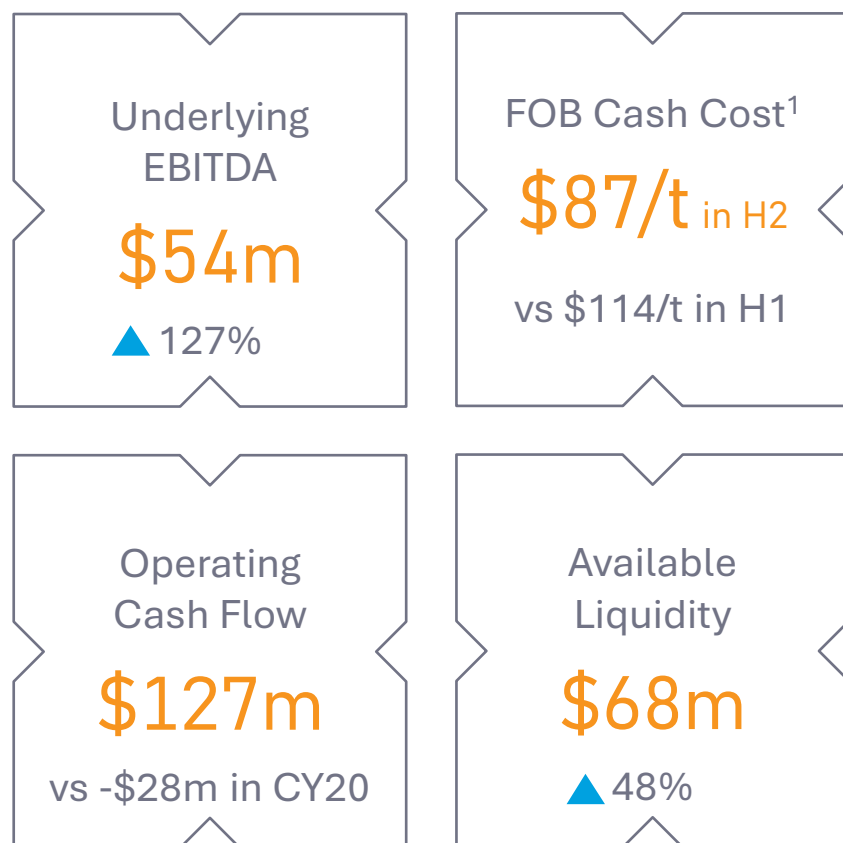 Underlying
EBITDA
$54m
▲ 127%
FOB Cash Cost¹
$87/t in H2
vs $114/t in H1
Operating
Cash Flow
$127m
vs -$28m in CY20
Available
Liquidity
$68m
▲ 48%